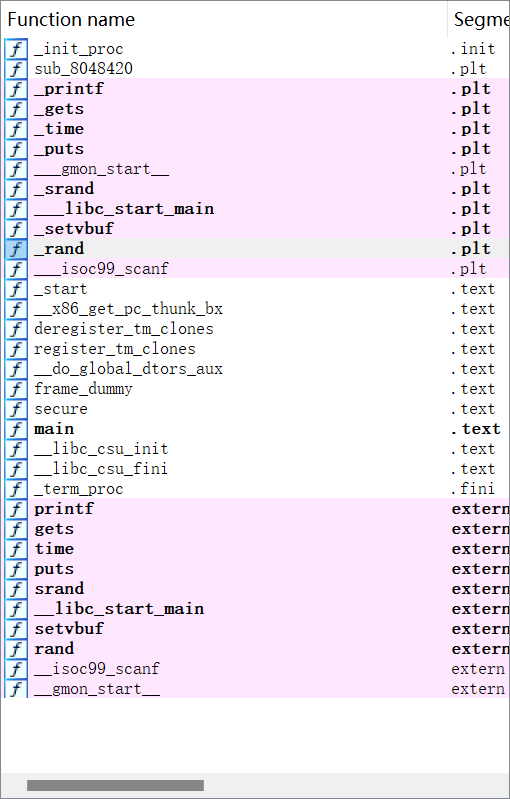 Function name Segme
f _init_proc .init
f sub_8048420 .plt
f _printf .plt
f _gets .plt
f _time .plt
f _puts .plt
f ___gmon_start__ .plt
f _srand .plt
f ___libc_start_main .plt
f _setvbuf .plt
f _rand .plt
f ___isoc99_scanf .plt
f _start .text
f __x86_get_pc_thunk_bx .text
f deregister_tm_clones .text
f register_tm_clones .text
f __do_global_dtors_aux .text
f frame_dummy .text
f secure .text
f main .text
f __libc_csu_init .text
f __libc_csu_fini .text
f _term_proc .fini
f printf extern
f gets extern
f time extern
f puts extern
f srand extern
f __libc_start_main extern
f setvbuf extern
f rand extern
f __isoc99_scanf extern
f __gmon_start__ extern